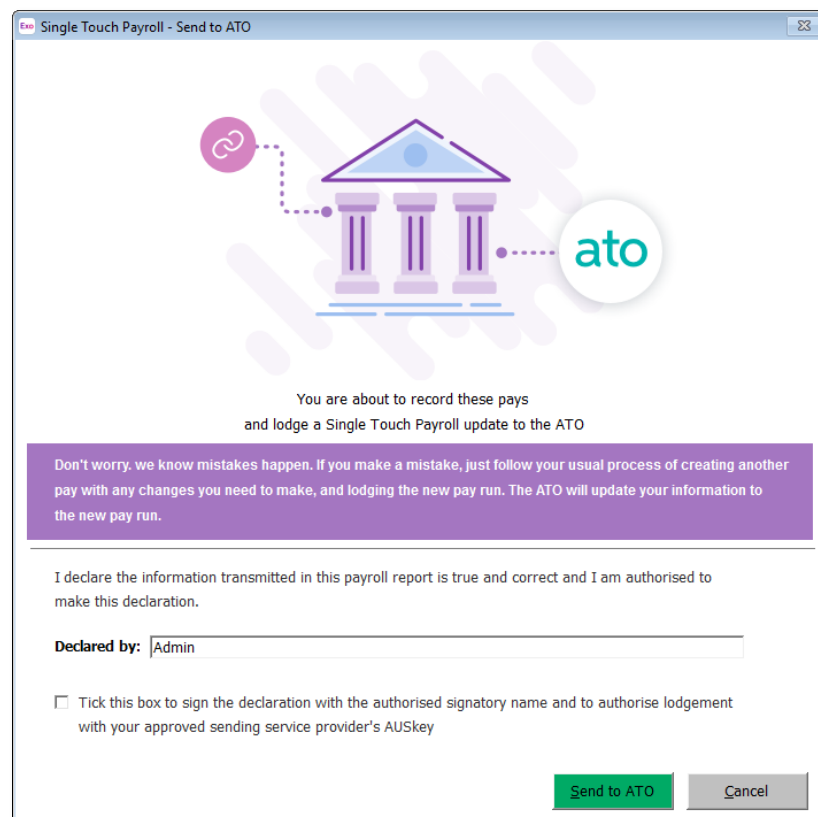 Exo Single Touch Payroll - Send to ATO
ato
You are about to record these pays
and lodge a Single Touch Payroll update to the ATO
Don't worry. we know mistakes happen. If you make a mistake, just follow your usual process of creating another
pay with any changes you need to make, and lodging the new pay run. The ATO will update your information to
the new pay run.
I declare the information transmitted in this payroll report is true and correct and I am authorised to
make this declaration.
Declared by: Admin
Tick this box to sign the declaration with the authorised signatory name and to authorise lodgement
with your approved sending service provider's AUSkey
Send to ATO Cancel